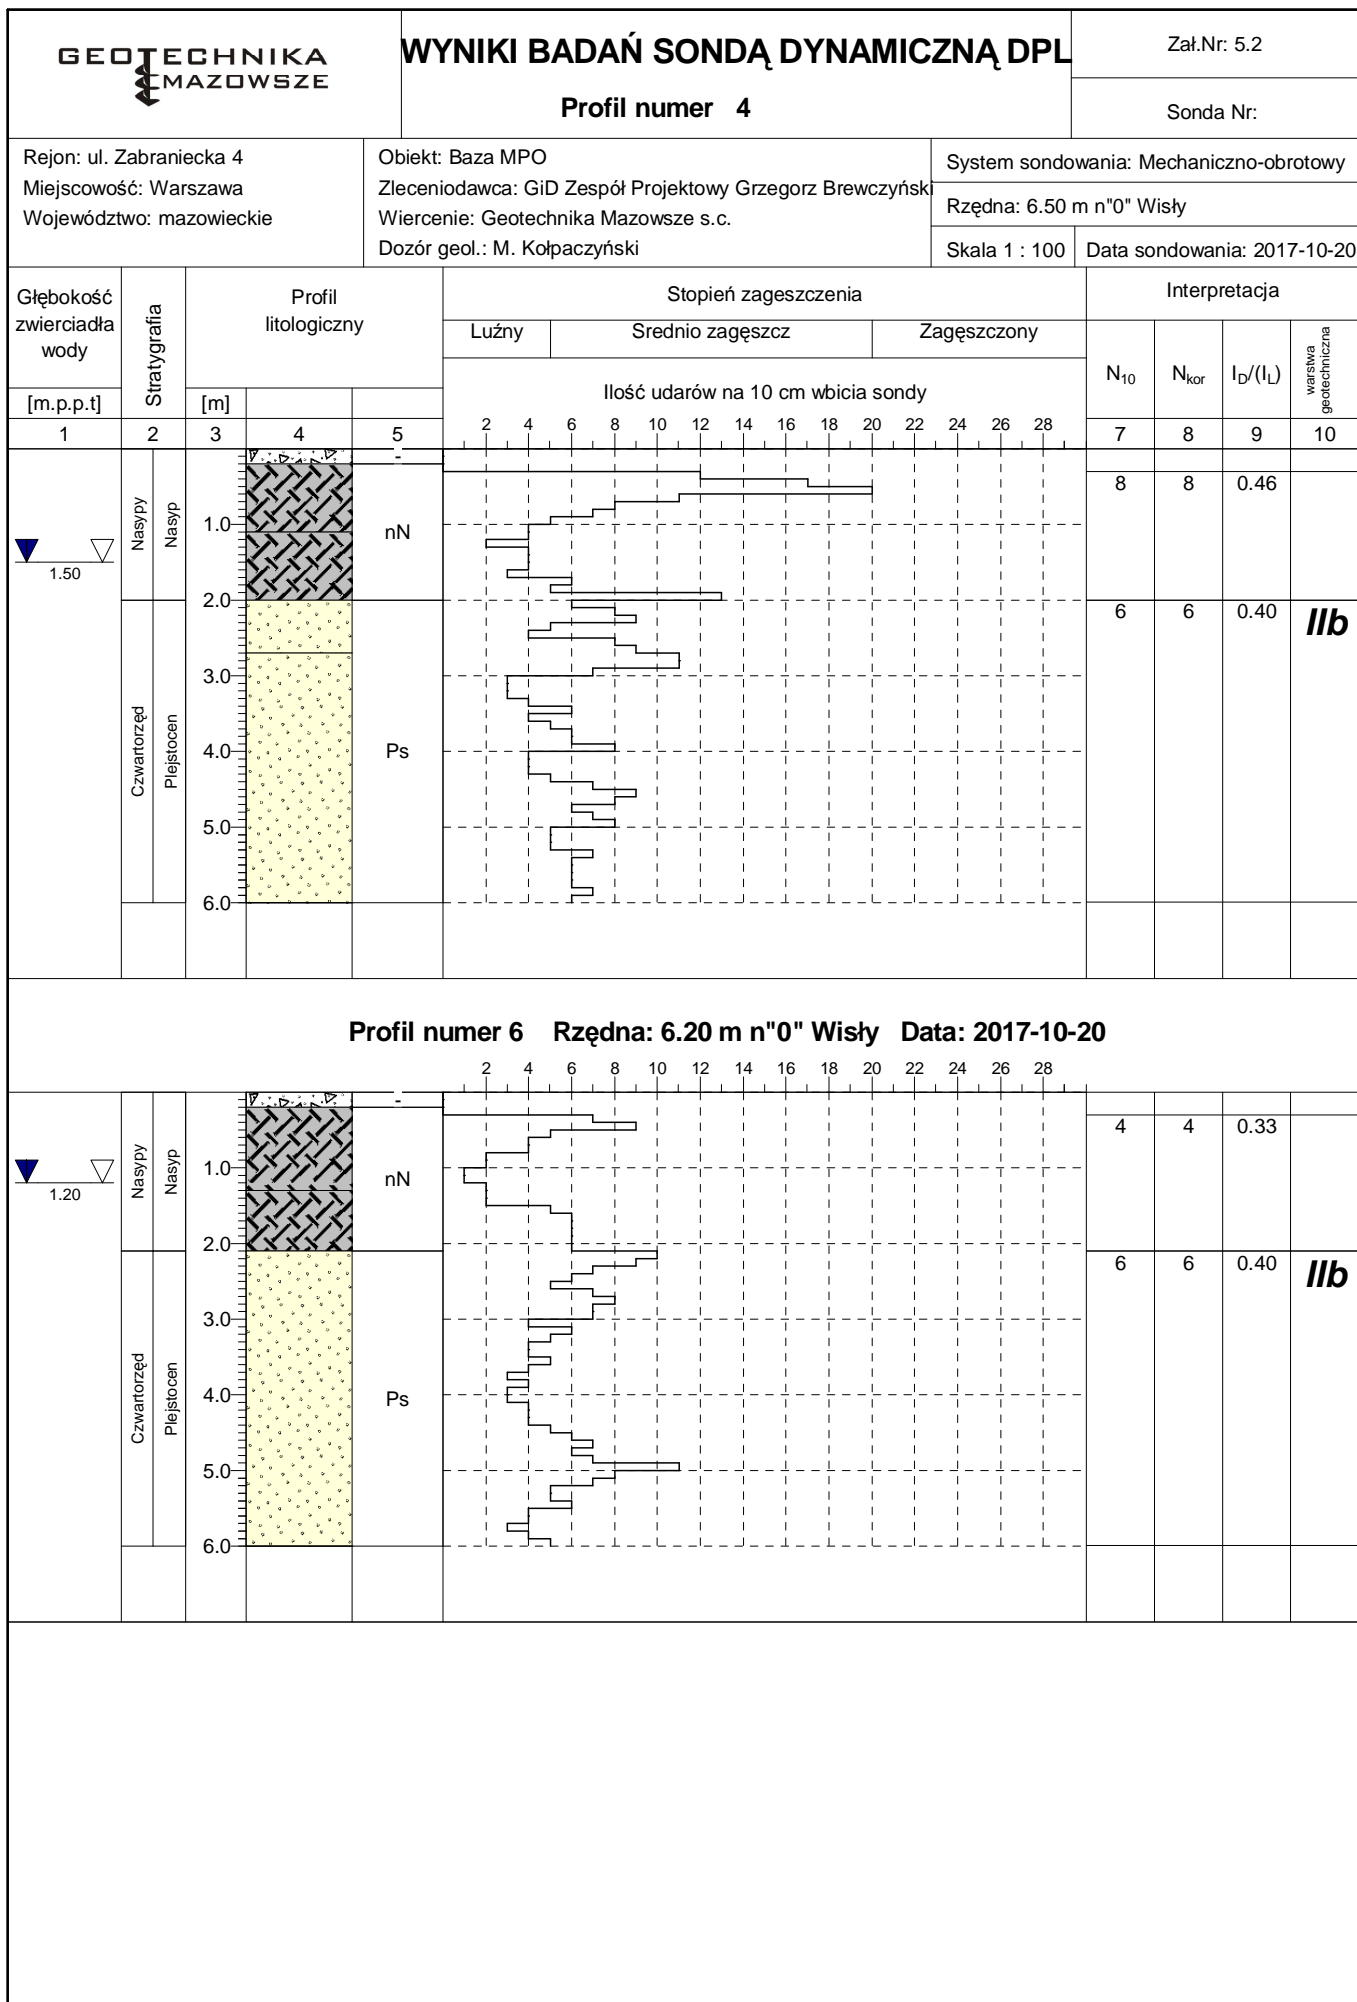 GEOTECHNIKA
MAZOWSZE
WYNIKI BADAŃ SONDĄ DYNAMICZNĄ DPL
Profil numer 4
Zał.Nr: 5.2
Sonda Nr:
Rejon: ul. Zabraniecka 4
Miejscowość: Warszawa
Województwo: mazowieckie
Obiekt: Baza MPO
Zleceniodawca: GiD Zespół Projektowy Grzegorz Brewczyński
Wiercenie: Geotechnika Mazowsze s.c.
Dozór geol.: M. Kołpaczyński
System sondowania: Mechaniczno-obrotowy
Rzędna: 6.50 m n"0" Wisły
Skala 1 : 100
Data sondowania: 2017-10-20
Głębokość
zwierciadła
wody
[m.p.p.t]
Stratygrafia
Profil
litologiczny
[m]
Stopień zageszczenia
Luźny
Srednio zagęszcz
Zagęszczony
Ilość udarów na 10 cm wbicia sondy
Interpretacja
N10
Nkor
ID/(IL)
warstwa
geotechniczna
1 2 3 4 5
2 4 6 8 10 12 14 16 18 20 22 24 26 28
7 8 9 10
-
Nasypy
Nasyp
1.0
nN
1.50
8 8 0.46
2.0
6 6 0.40 IIb
3.0
Czwartorzęd
Plejstocen
4.0
Ps
5.0
6.0
Profil numer 6 Rzędna: 6.20 m n"0" Wisły Data: 2017-10-20
2 4 6 8 10 12 14 16 18 20 22 24 26 28
-
Nasypy
Nasyp
4 4 0.33
1.0
nN
1.20
2.0
6 6 0.40 IIb
3.0
Czwartorzęd
Plejstocen
4.0
Ps
5.0
6.0